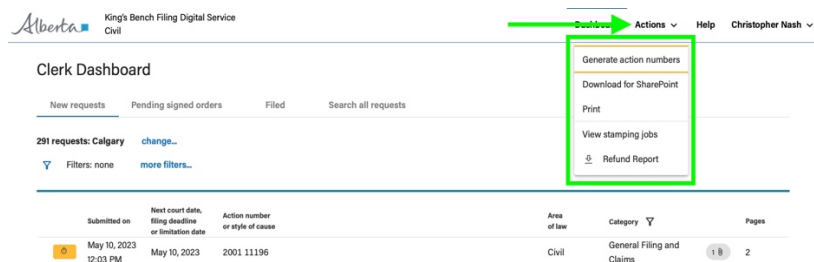 Alberta
King's Bench Filing Digital Service
Civil
Dashboard Actions Help Christopher Nash
Generate action numbers
Download for SharePoint
Print
View stamping jobs
Refund Report
Clerk Dashboard
New requests Pending signed orders Filed Search all requests
291 requests: Calgary change...
Filters: none more filters...
Submitted on
Next court date,
filing deadline
or limitation date
Action number
or style of cause
Area
of law
Category
Pages
May 10, 2023
12:03 PM
May 10, 2023
2001 11196
Civil
General Filing and
Claims
1
2